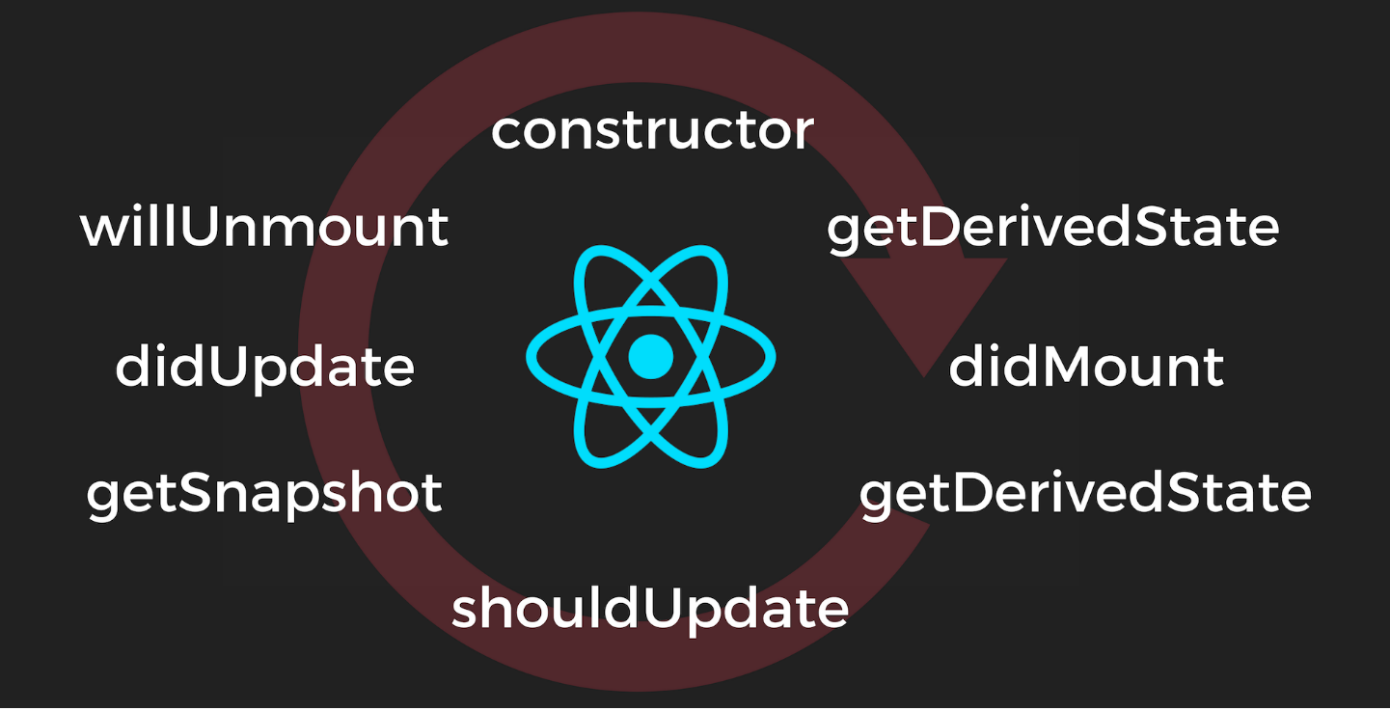 constructor
willUnmount
getDerivedState
didUpdate
didMount
getSnapshot
getDerivedState
shouldUpdate